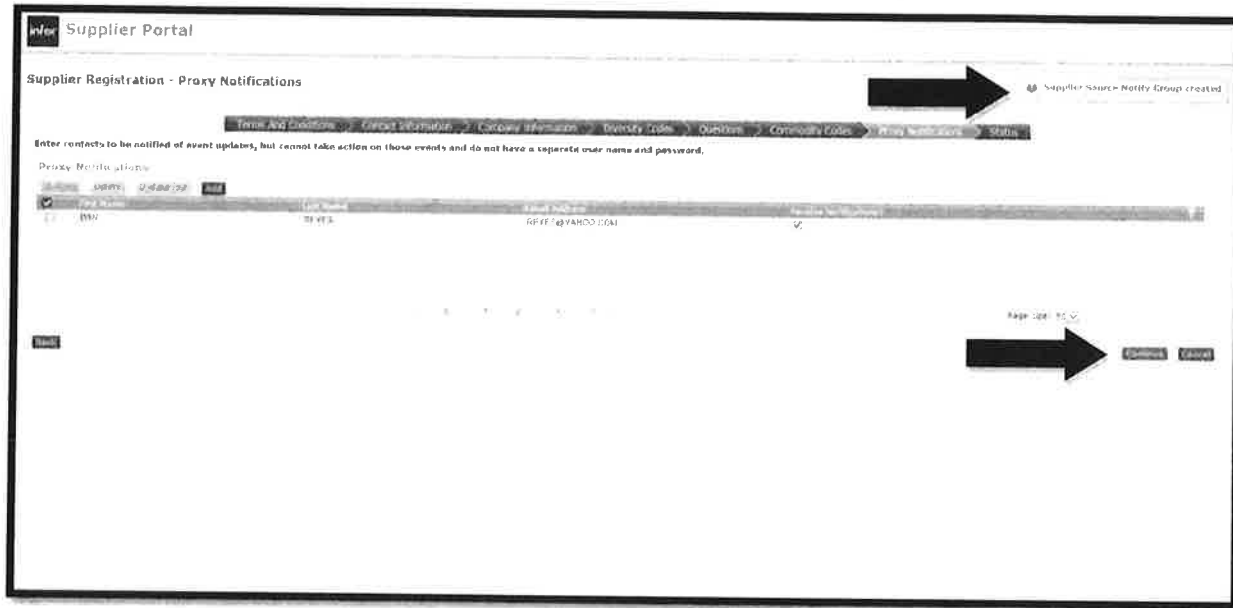 infor Supplier Portal
Supplier Registration - Proxy Notifications
Supplier Source Notify Group created
Terms And Conditions Contact Information Company Information Diversity Codes Questions Commodity Codes Proxy Notifications Status
Enter contacts to be notified of event updates, but cannot take action on those events and do not have a separate user name and password.
Proxy Notifications
Add
First Name Last Name Email Address Receive Notifications
REYES
Page size: 50
Back Continue Cancel